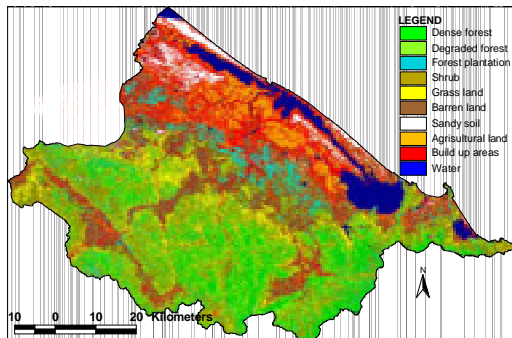 LEGEND
Dense forest
Degraded forest
Forest plantation
Shrub
Grass land
Barren land
Sandy soil
Agrisultural land
Build up areas
Water
N
10 0 10 20 Kilometers